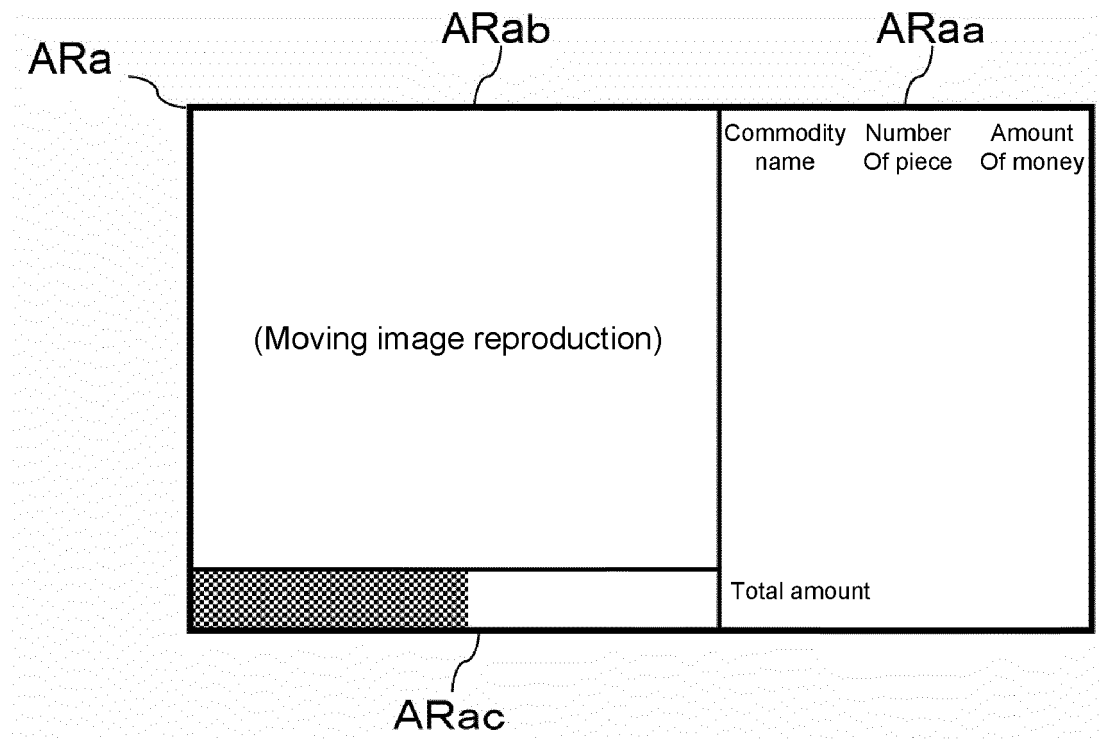 ARab
ARaa
ARa
Commodity name
Number Of piece
Amount Of money
(Moving image reproduction)
Total amount
ARac